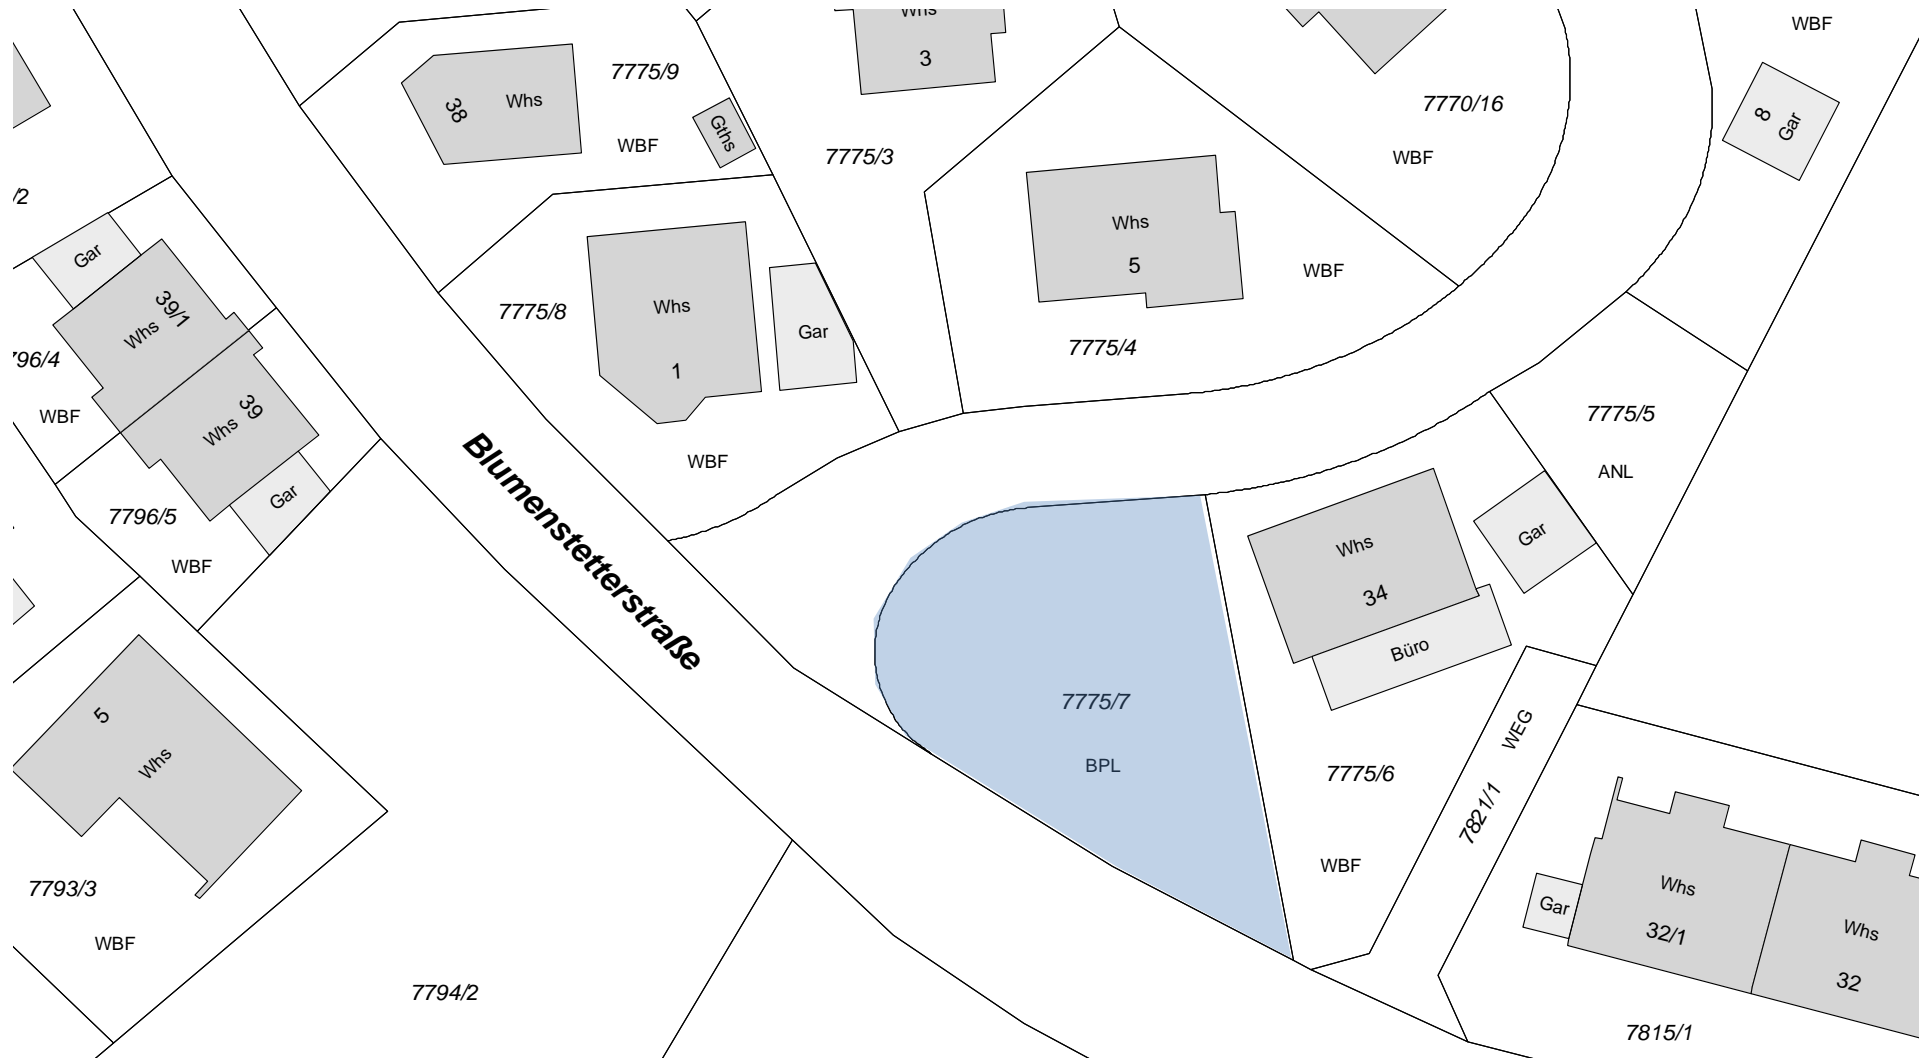 Whs
3
WBF
7775/9
38
Whs
WBF
Gths
7775/3
7770/16
WBF
8
Gar
/2
Gar
39/1
Whs
796/4
WBF
39
Whs
Gar
7796/5
WBF
7775/8
Whs
1
Gar
WBF
Whs
5
WBF
7775/4
7775/5
ANL
Blumenstetterstraße
Whs
34
Büro
Gar
7775/7
BPL
7775/6
WBF
WEG
7821/1
5
Whs
7793/3
WBF
7794/2
Gar
Whs
32/1
Whs
32
7815/1